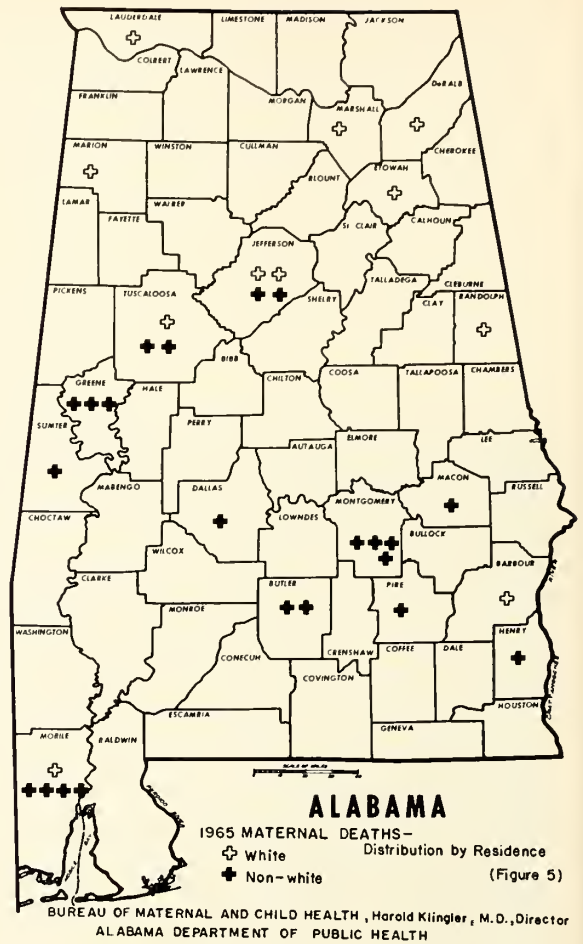 LAUDERDALE
LIMESTONE
MADISON
JACKSON
COLBERT
LAWRENCE
FRANKLIN
MORGAN
MARSHALL
DeKALB
MARION
WINSTON
CULLMAN
CHEROKEE
ETOWAH
BLOUNT
LAMAR
WALKER
FAYETTE
St CLAIR
CALHOUN
JEFFERSON
PICKENS
TUSCALOOSA
SHELBY
TALLADEGA
CLEBURNE
CLAY
RANDOLPH
BIBB
GREENE
HALE
CHILTON
COOSA
TALLAPOOSA
CHAMBERS
SUMTER
PERRY
AUTAUGA
ELMORE
LEE
MARENGO
DALLAS
MACON
MONTGOMERY
RUSSELL
CHOCTAW
LOWNDES
BULLOCK
WILCOX
BARBOUR
CLARKE
BUTLER
PIKE
MONROE
WASHINGTON
HENRY
CONECUH
CRENSHAW
COFFEE
DALE
COVINGTON
HOUSTON
ESCAMBIA
GENEVA
MOBILE
BALDWIN
RIVER
SCALE OF MILES
ALABAMA
1965 MATERNAL DEATHS–
White
Distribution by Residence
Non-white
(Figure 5)
BUREAU OF MATERNAL AND CHILD HEALTH, Harold Klingler, M.D., Director
ALABAMA DEPARTMENT OF PUBLIC HEALTH